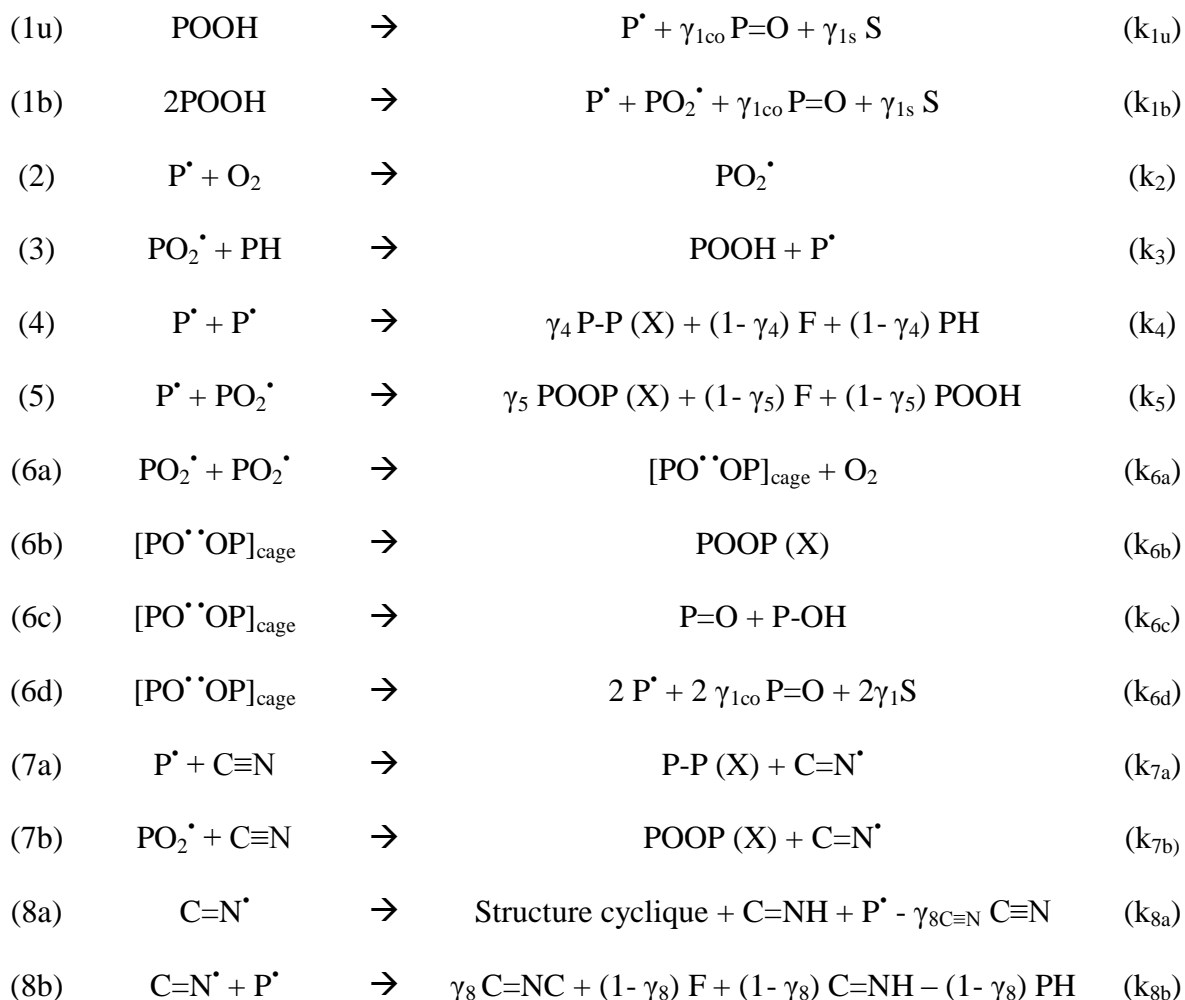 (1u) POOH → P• + γ1co P=O + γ1s S (k1u)
(1b) 2POOH → P• + PO2• + γ1co P=O + γ1s S (k1b)
(2) P• + O2 → PO2• (k2)
(3) PO2• + PH → POOH + P• (k3)
(4) P• + P• → γ4 P-P (X) + (1- γ4) F + (1- γ4) PH (k4)
(5) P• + PO2• → γ5 POOP (X) + (1- γ5) F + (1- γ5) POOH (k5)
(6a) PO2• + PO2• → [PO••OP]cage + O2 (k6a)
(6b) [PO••OP]cage → POOP (X) (k6b)
(6c) [PO••OP]cage → P=O + P-OH (k6c)
(6d) [PO••OP]cage → 2 P• + 2 γ1co P=O + 2γ1S (k6d)
(7a) P• + C≡N → P-P (X) + C=N• (k7a)
(7b) PO2• + C≡N → POOP (X) + C=N• (k7b)
(8a) C=N• → Structure cyclique + C=NH + P• - γ8C≡N C≡N (k8a)
(8b) C=N• + P• → γ8 C=NC + (1- γ8) F + (1- γ8) C=NH – (1- γ8) PH (k8b)